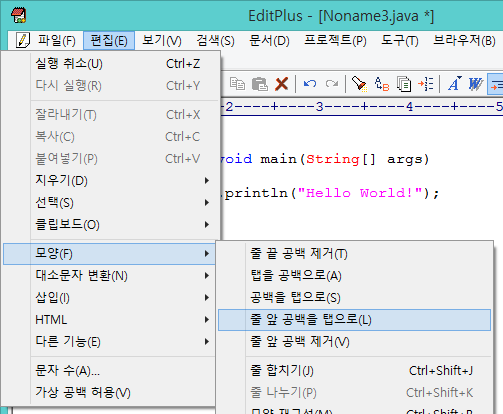 EditPlus - [Noname3.java *]
파일(F) 편집(E) 보기(V) 검색(S) 문서(D) 프로젝트(P) 도구(T) 브라우저(B)
실행 취소(U) Ctrl+Z
다시 실행(R) Ctrl+Y
잘라내기(T) Ctrl+X
복사(C) Ctrl+C
붙여넣기(P) Ctrl+V
지우기(D)
선택(S)
클립보드(O)
모양(F)
대소문자 변환(N)
삽입(I)
HTML
다른 기능(E)
문자 수(A)...
가상 공백 허용(V)
A W
2----+----3----+----4----+----5
void main(String[] args)
.println("Hello World!");
줄 끝 공백 제거(T)
탭을 공백으로(A)
공백을 탭으로(S)
줄 앞 공백을 탭으로(L)
줄 앞 공백 제거(V)
줄 합치기(J) Ctrl+Shift+J
줄 나누기(P) Ctrl+Shift+K
모양 재구성(M) Ctrl+Shift+B